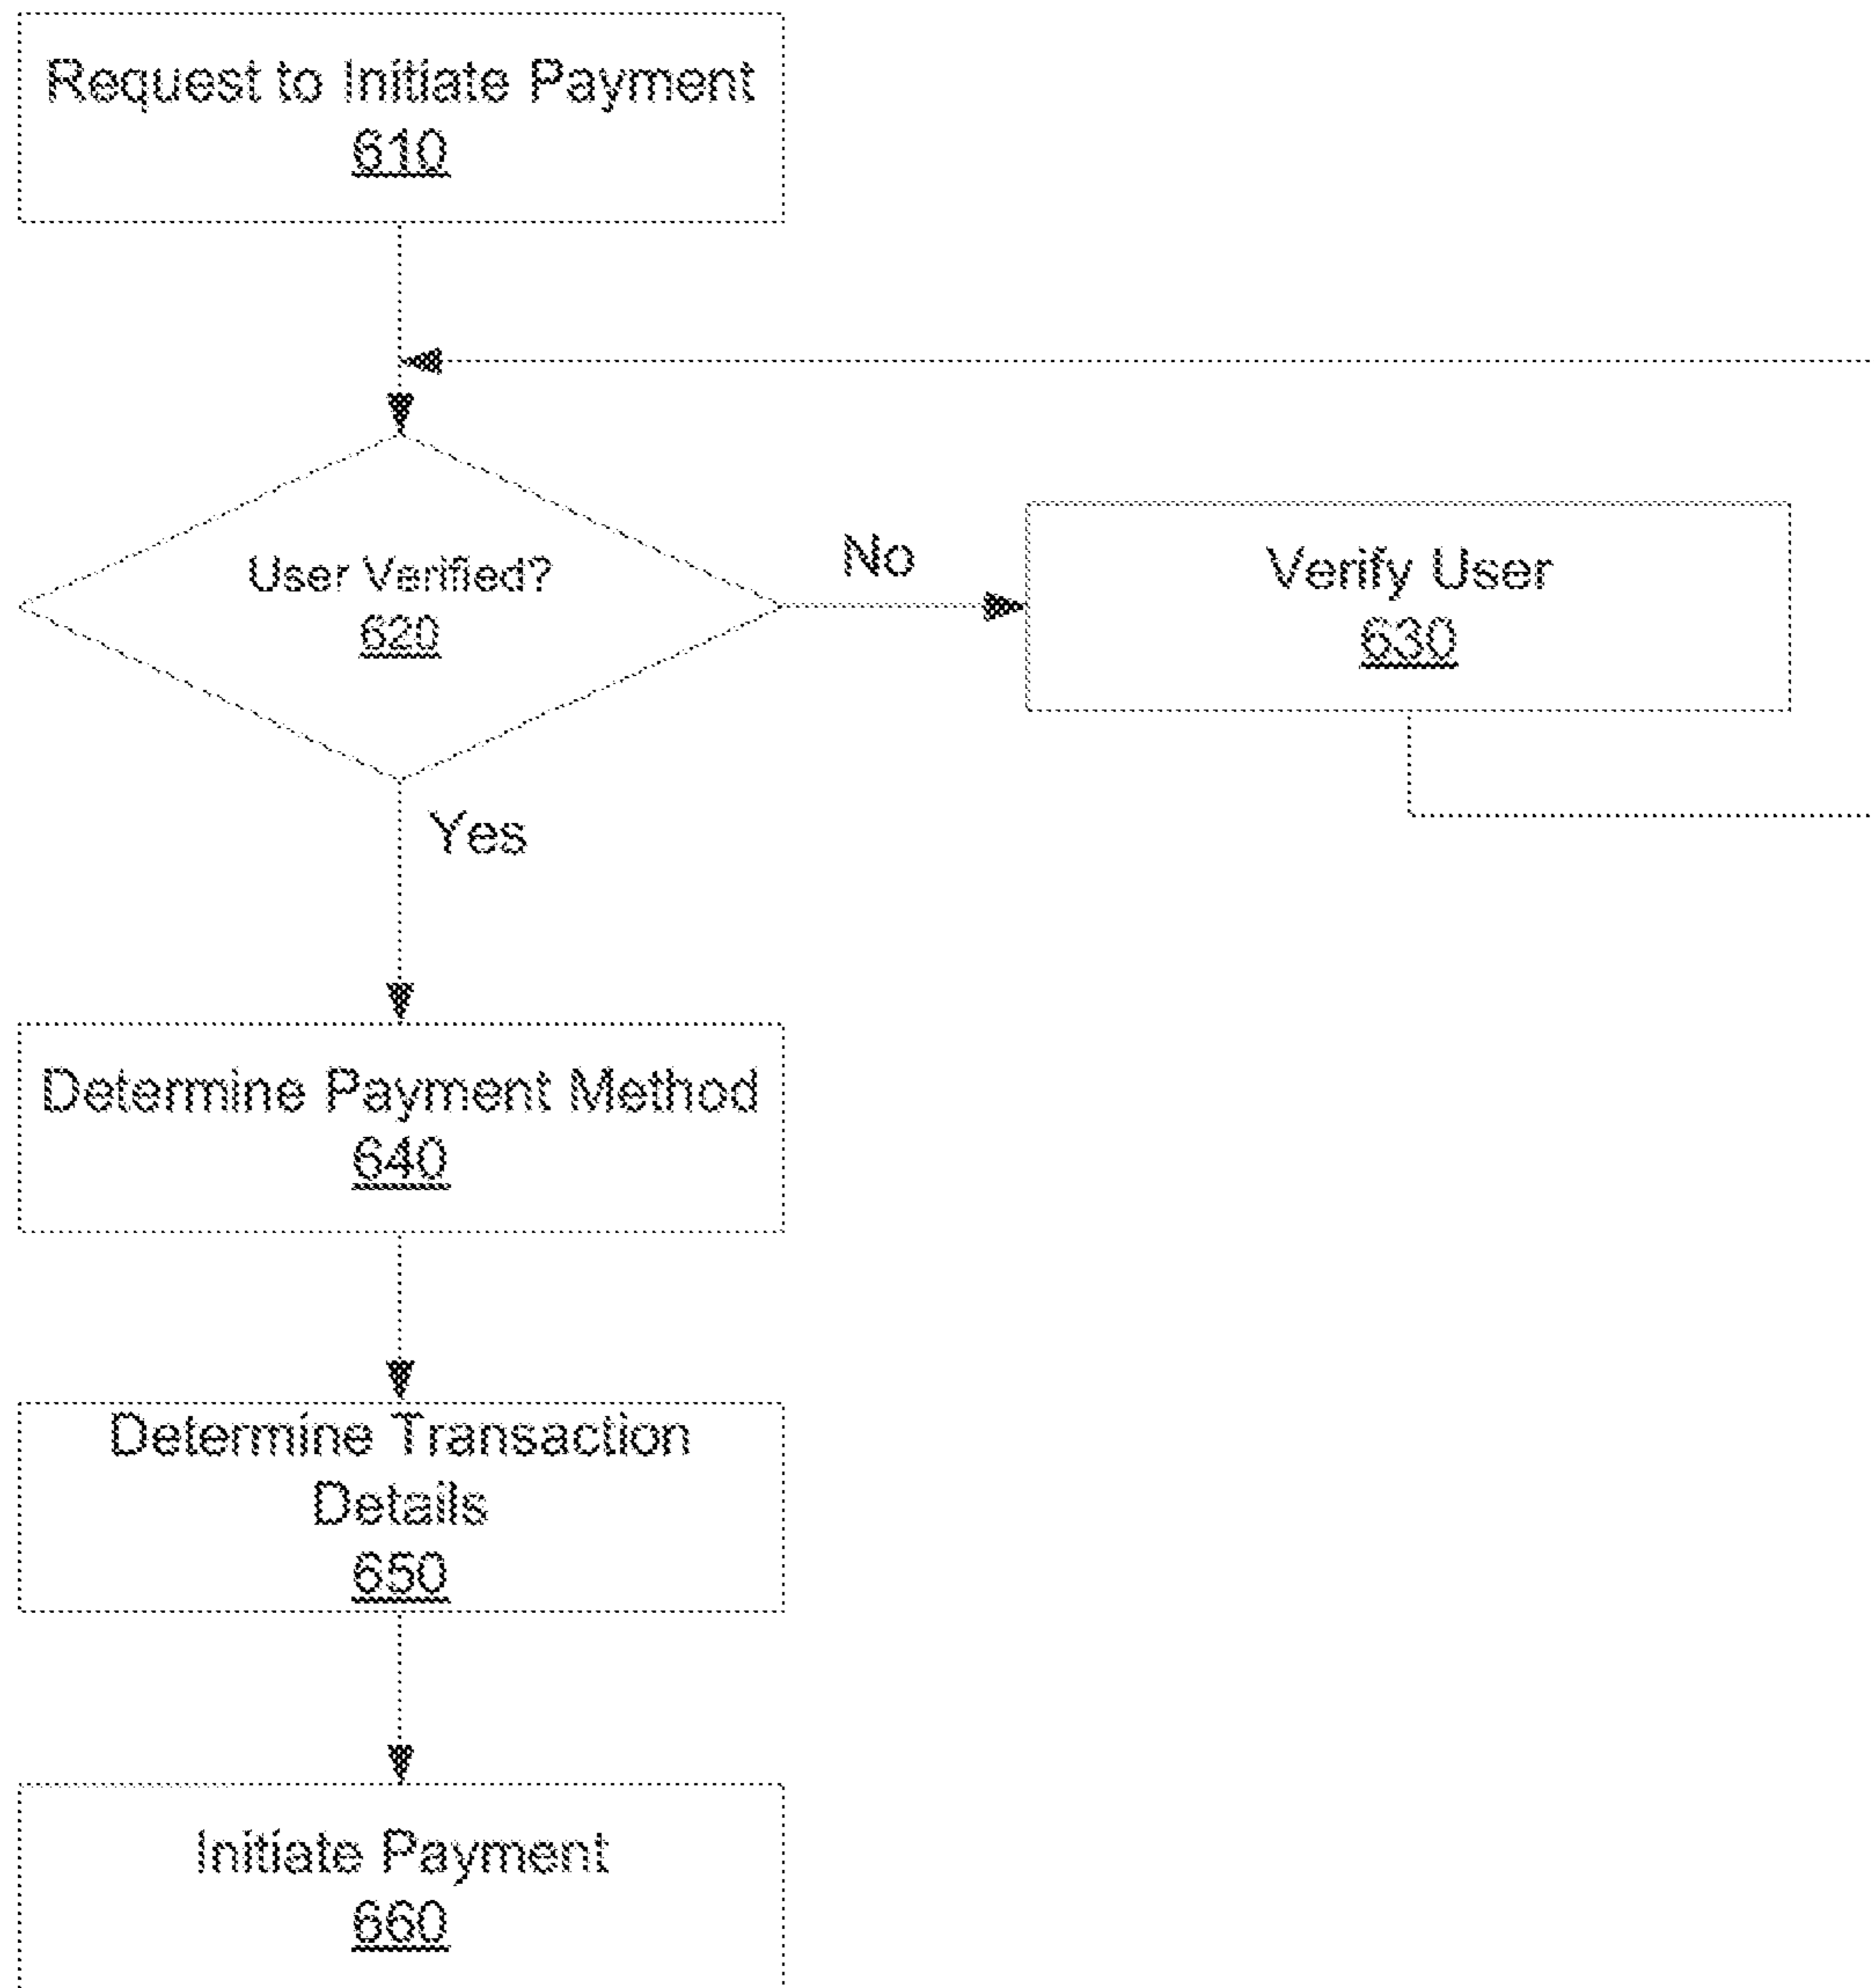 Request to Initiate Payment
610
User Verified?
620
No
Verify User
630
Yes
Determine Payment Method
640
Determine Transaction
Details
650
Initiate Payment
660